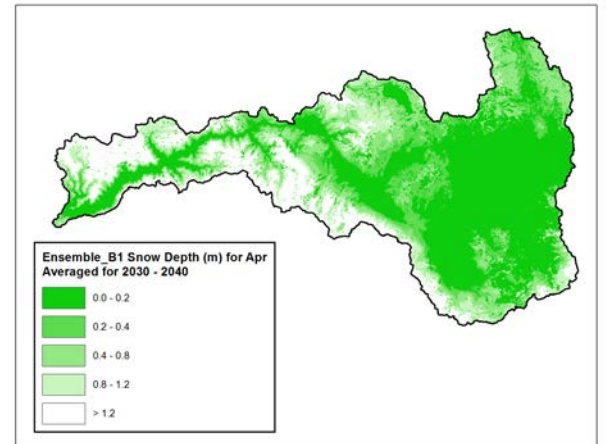 Ensemble_B1 Snow Depth (m) for Apr
Averaged for 2030 - 2040
0.0 - 0.2
0.2 - 0.4
0.4 - 0.8
0.8 - 1.2
> 1.2